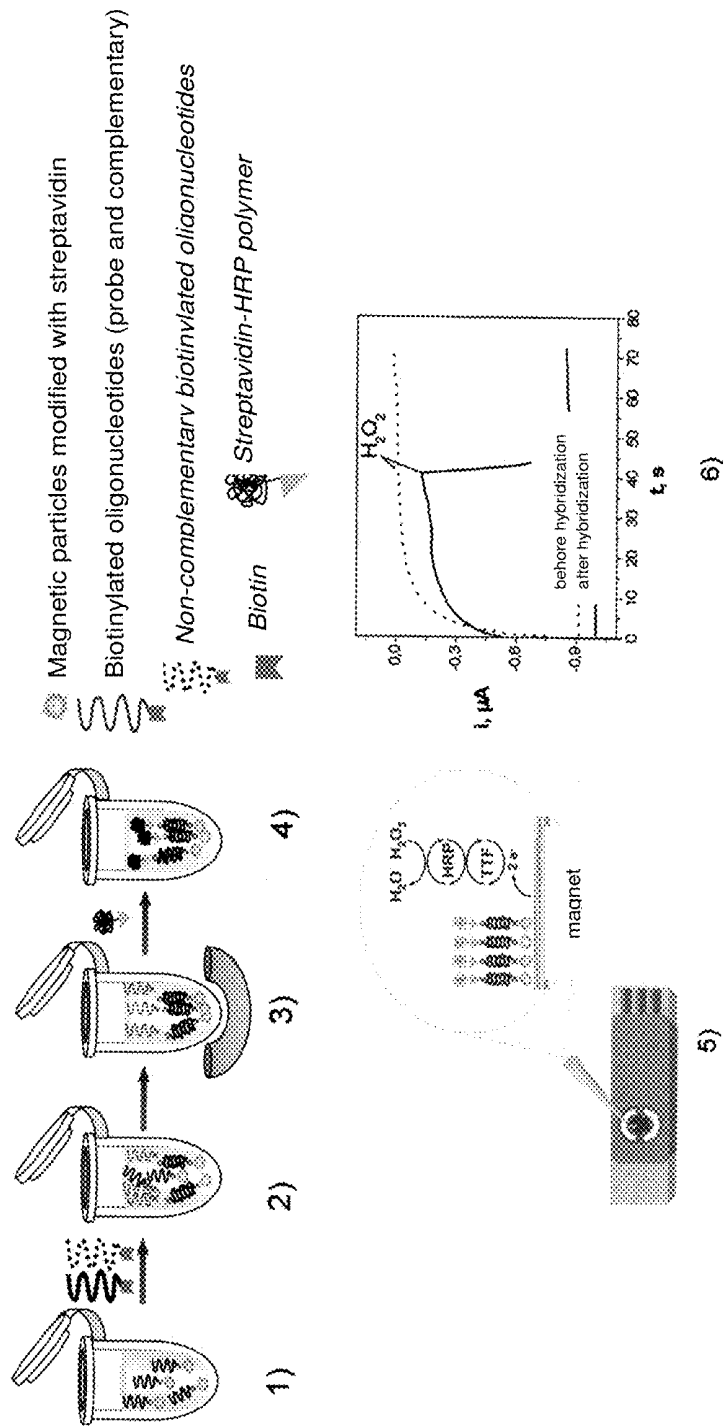 Magnetic particles modified with streptavidin
Biotinylated oligonucleotides (probe and complementary)
Non-complementary biotinylated oligonucleotides
Biotin
Streptavidin-HRP polymer
1)
2)
3)
4)
H₂O H₂O₂
HRP
TTF
2 e⁻
magnet
5)
i, µA
0,0
-0,3
-0,6
-0,9
H₂O₂
behore hybridization
after hybridization
0 10 20 30 40 50 60 70 80
t, s
6)